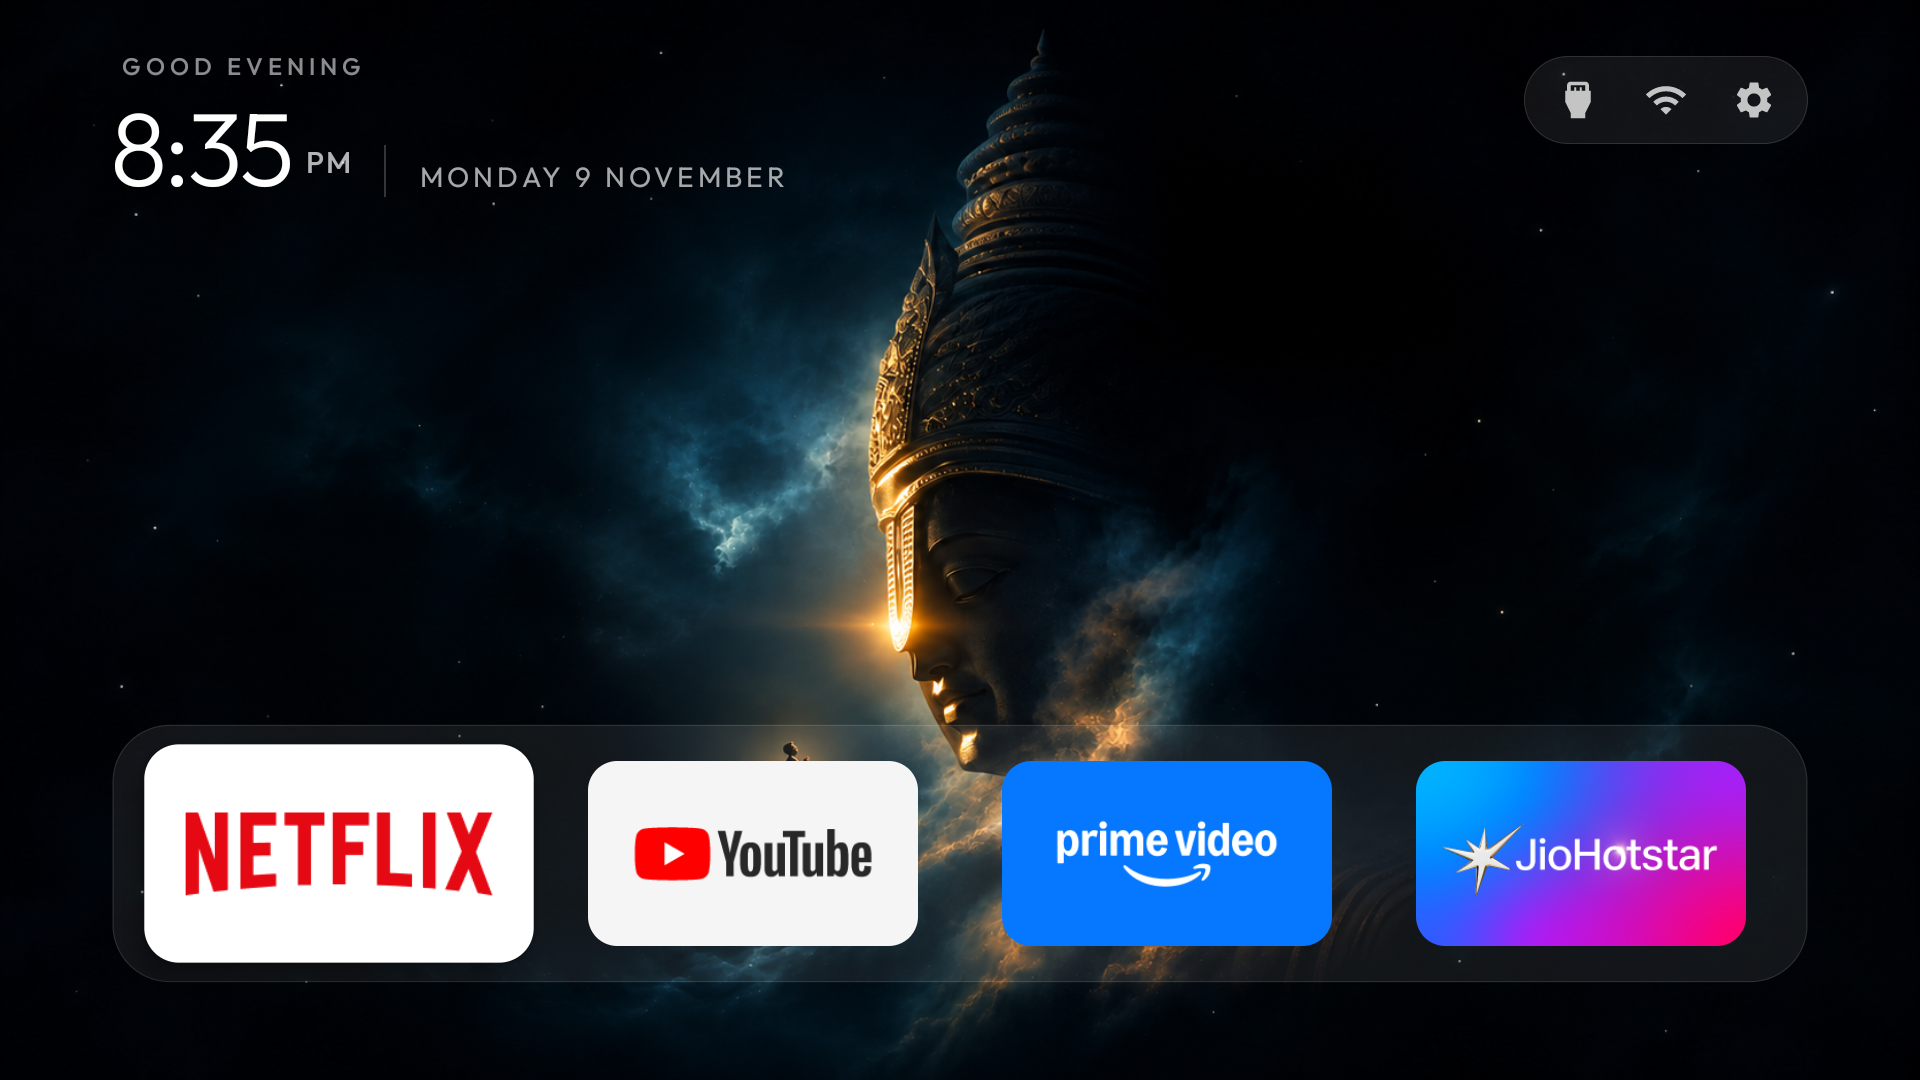 GOOD EVENING
8:35 PM
MONDAY 9 NOVEMBER
NETFLIX
YouTube
prime video
JioHotstar